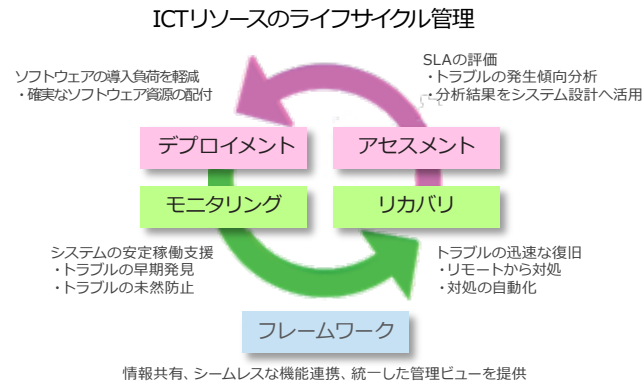 ICTリソースのライフサイクル管理
ソフトウェアの導入負荷を軽減
・確実なソフトウェア資源の配付
SLAの評価
・トラブルの発生傾向分析
・分析結果をシステム設計へ活用
デプロイメント
アセスメント
モニタリング
リカバリ
システムの安定稼働支援
・トラブルの早期発見
・トラブルの未然防止
トラブルの迅速な復旧
・リモートから対処
・対処の自動化
フレームワーク
情報共有、シームレスな機能連携、統一した管理ビューを提供